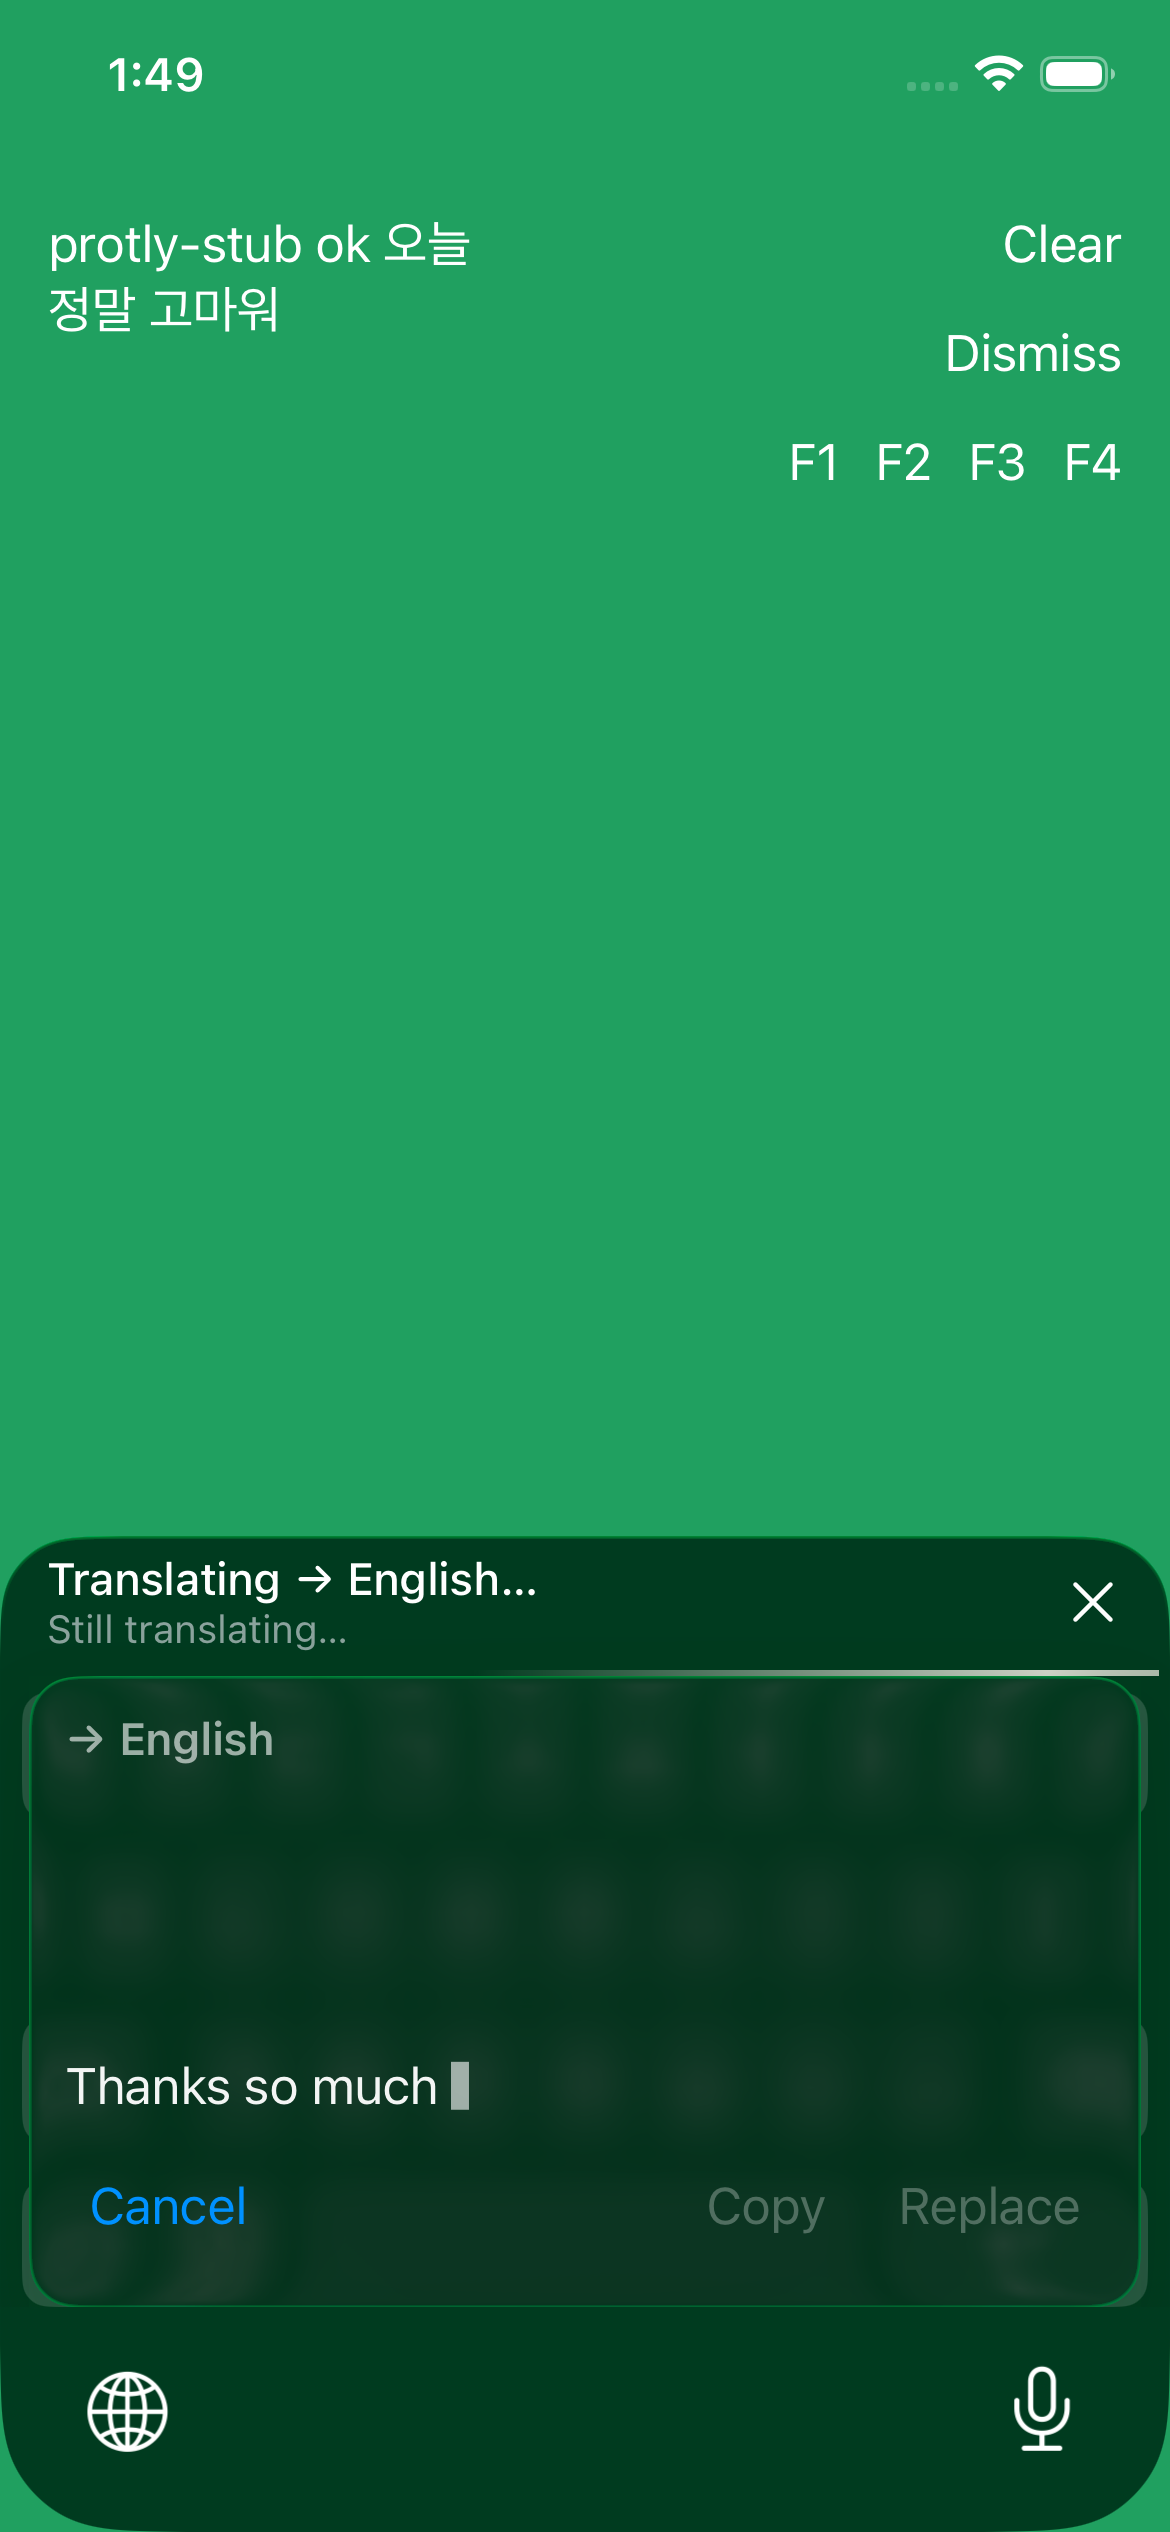 1:49
protly-stub ok 오늘
정말 고마워
Clear
Dismiss
F1 F2 F3 F4
Translating → English...
Still translating...
→ English
Thanks so much
Cancel Copy Replace